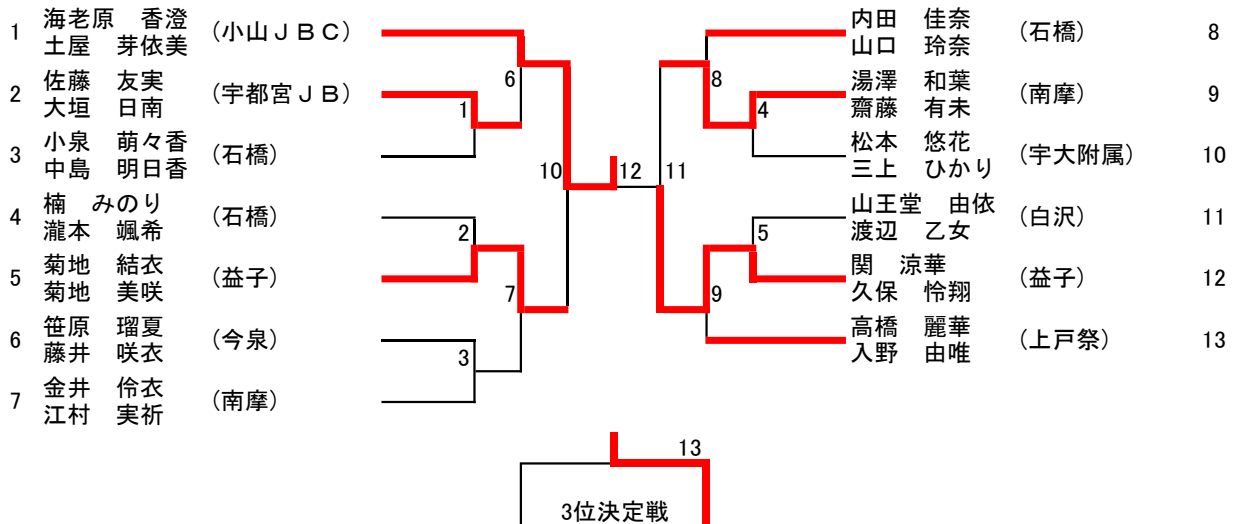 1 海老原　香澄 (小山ＪＢＣ)
土屋　芽依美
2 佐藤　友実 (宇都宮ＪＢ)
大垣　日南
3 小泉　萌々香 (石橋)
中島　明日香
4 楠　みのり (石橋)
瀧本　颯希
5 菊地　結衣 (益子)
菊地　美咲
6 笹原　瑠夏 (今泉)
藤井　咲衣
7 金井　伶衣 (南摩)
江村　実祈
6
1
10
2
7
3
12
11
8
4
5
9
内田　佳奈 (石橋) 8
山口　玲奈
湯澤　和葉 (南摩) 9
齋藤　有未
松本　悠花 (宇大附属) 10
三上　ひかり
山王堂　由依 (白沢) 11
渡辺　乙女
関　涼華 (益子) 12
久保　怜翔
高橋　麗華 (上戸祭) 13
入野　由唯
13
3位決定戦